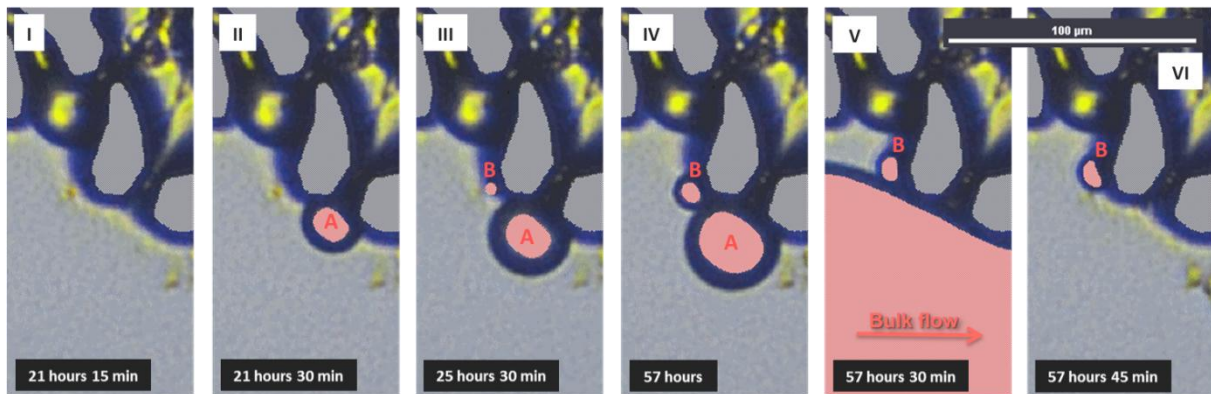 I
II
III
IV
V
100 µm
VI
A
B
A
B
A
B
Bulk flow
B
21 hours 15 min
21 hours 30 min
25 hours 30 min
57 hours
57 hours 30 min
57 hours 45 min